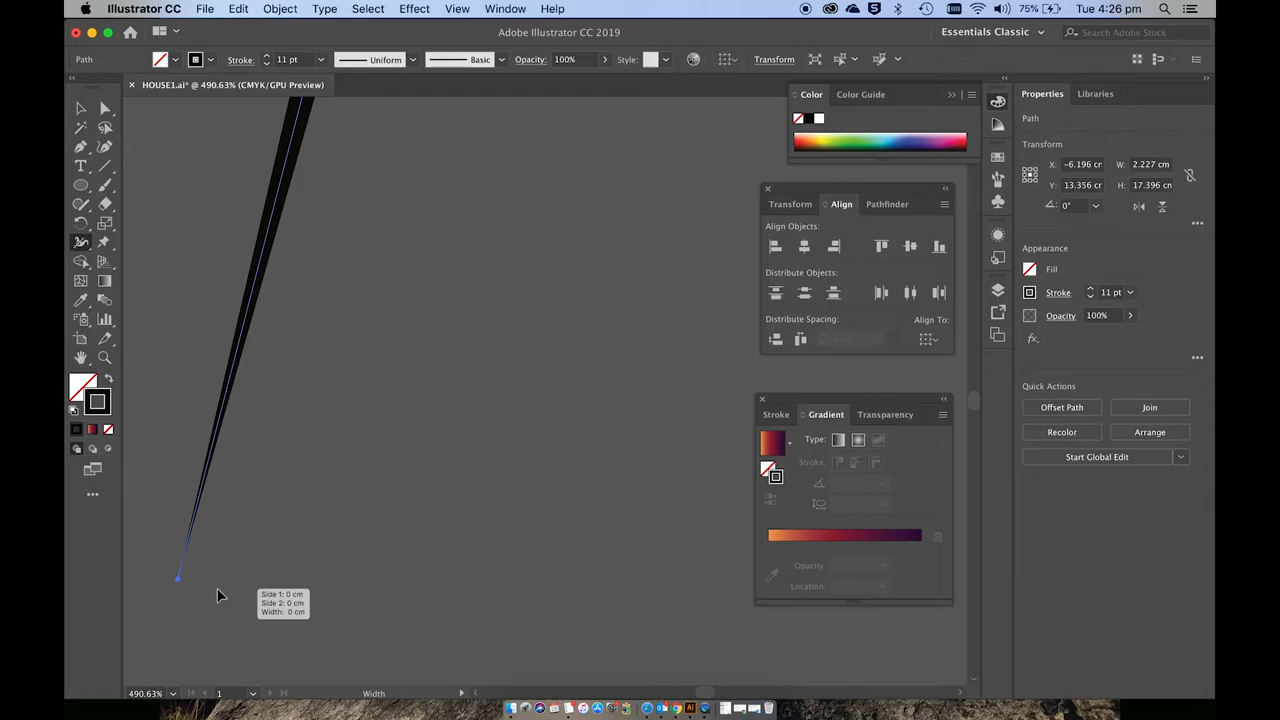 Illustrator CC File Edit Object Type Select Effect View Window Help 75% Tue 4:26 pm
Adobe Illustrator CC 2019 Essentials Classic Search Adobe Stock
Path Stroke: 11 pt Uniform Basic Opacity: 100% Style: Transform
HOUSE1.ai* @ 490.63% (CMYK/GPU Preview)
Color Color Guide
Properties Libraries
Path
Transform
X: -6.196 cr W: 2.227 cm
Y: 13.356 cr H: 17.396 cm
0°
Transform Align Pathfinder
Align Objects:
Distribute Objects:
Distribute Spacing: Align To:
Appearance
Fill
Stroke 11 pt
Opacity 100%
fx.
Quick Actions
Offset Path Join
Recolor Arrange
Start Global Edit
Stroke Gradient Transparency
Type:
Stroke:
Opacity:
Location:
Side 1: 0 cm
Side 2: 0 cm
Width: 0 cm
490.63% 1 Width